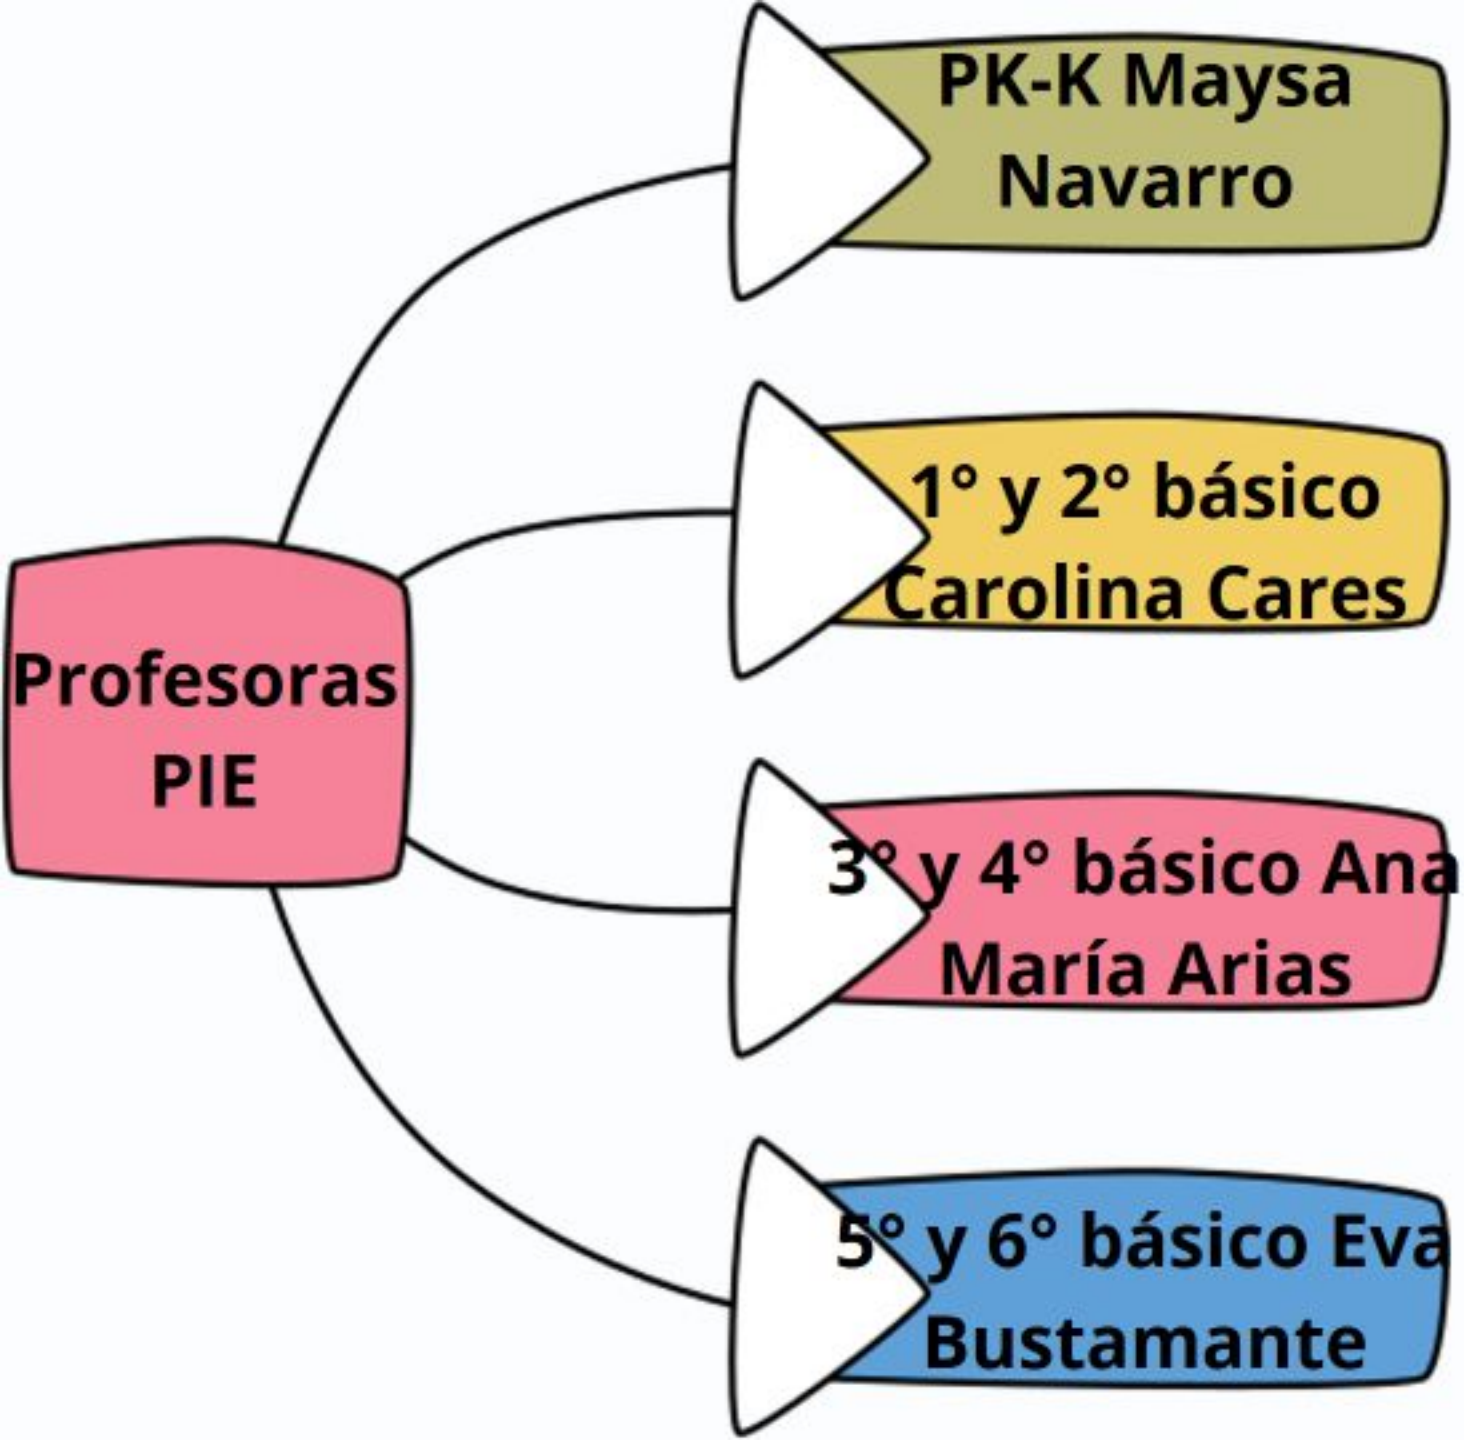 PK-K Maysa
Navarro
1° y 2° básico
Carolina Cares
Profesoras
PIE
3° y 4° básico Ana
María Arias
5° y 6° básico Eva
Bustamante